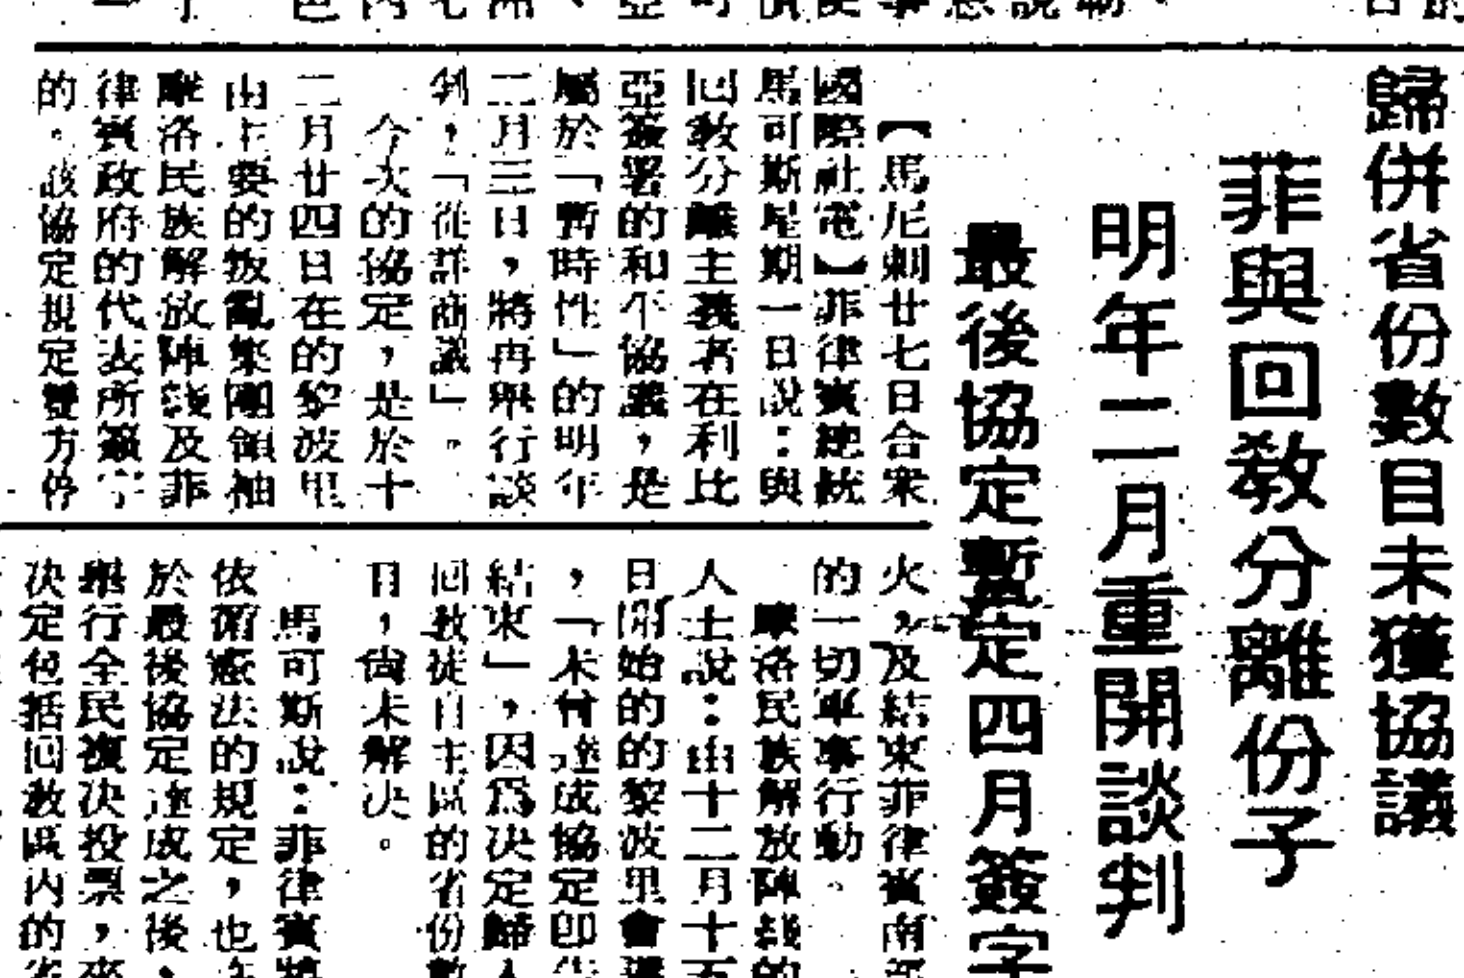 歸併省份數目未獲協議
菲與回教分離份子
明年二月重開談判
最後協定暫定四月簽字
【馬尼剌廿七日合衆
國際社電】菲律賓總統
馬可斯星期一日說：與
回教分離主義者在利比
亞簽署的和平協議，是
屬於「暫時性」的明年
二月三日，將再舉行談
判，「從詳商議」。
今次的協定，是於十
二月廿四日在的黎波里
由主要的叛亂集團領袖
摩洛民族解放陣綫及菲
律賓政府的代表所簽字
的。該協定規定雙方停
火，及結束菲律賓南部
的一切軍事行動。
摩洛民族解放陣綫的
人士說：由十二月十五
日開始的的黎波里會議
，「未曾達成協定即告
結束」，因爲決定歸入
回教徒自主區的省份數
目，尙未解决。
馬可斯說：菲律賓將
依循憲法的規定，也
於最後協定達成之後，
舉行全民複决投票，來
决定包括回教區内的省